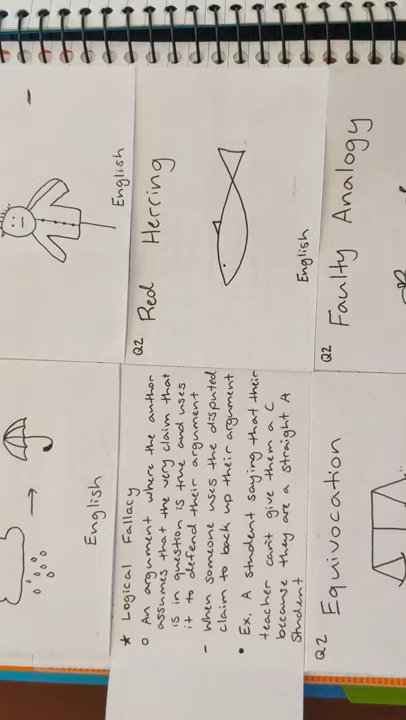 English
English
★ Logical Fallacy
○ An argument where the author
assumes that the very claim that
is in question is true and uses
it to defend their argument
- When someone uses the disputed
claim to back up their argument
• Ex. A student saying that their
teacher can't give them a C
because they are a straight A
student
Q2 Red Herring
English
Q2 Equivocation
Q2 Faulty Analogy